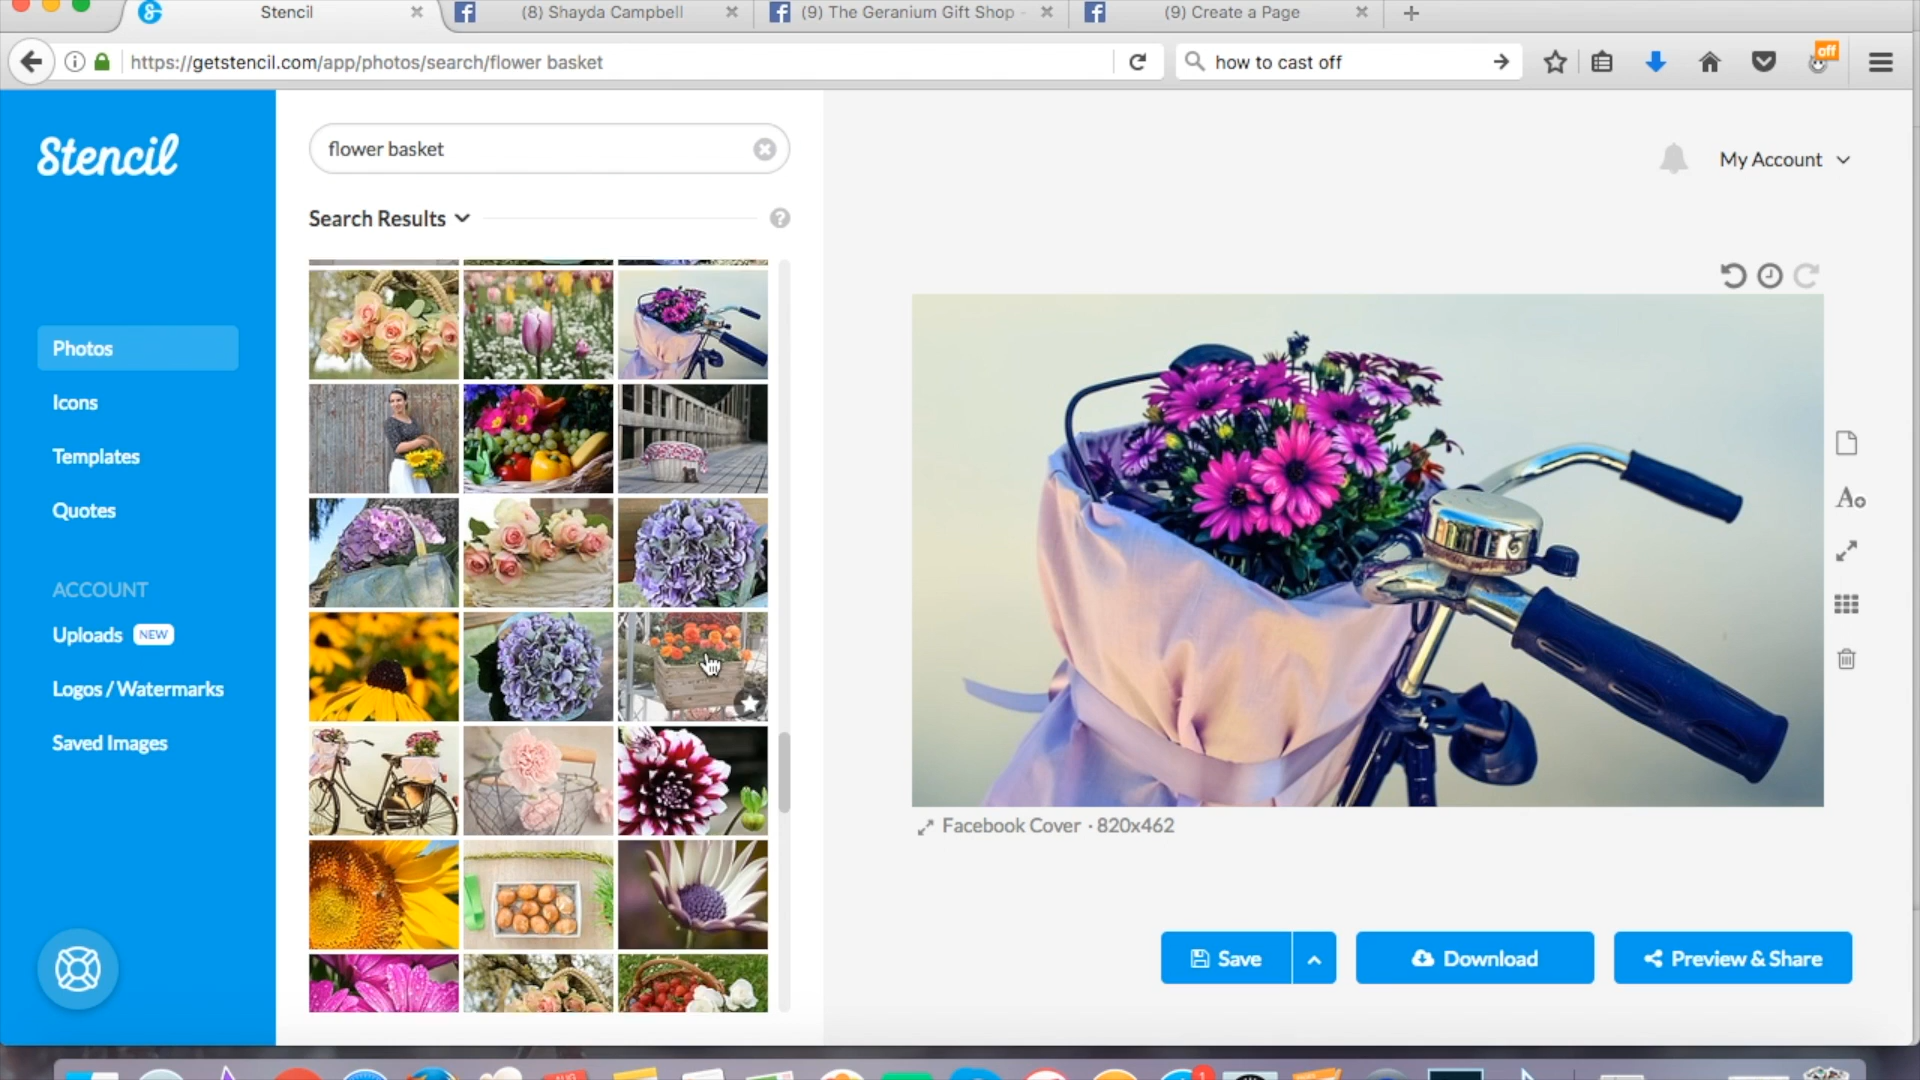 Stencil
(8) Shayda Campbell
(9) The Geranium Gift Shop -
(9) Create a Page
https://getstencil.com/app/photos/search/flower basket
how to cast off
off
Stencil
flower basket
My Account
Search Results
Photos
Icons
Templates
Quotes
ACCOUNT
Uploads NEW
Logos / Watermarks
Saved Images
Facebook Cover · 820x462
Save
Download
Preview & Share